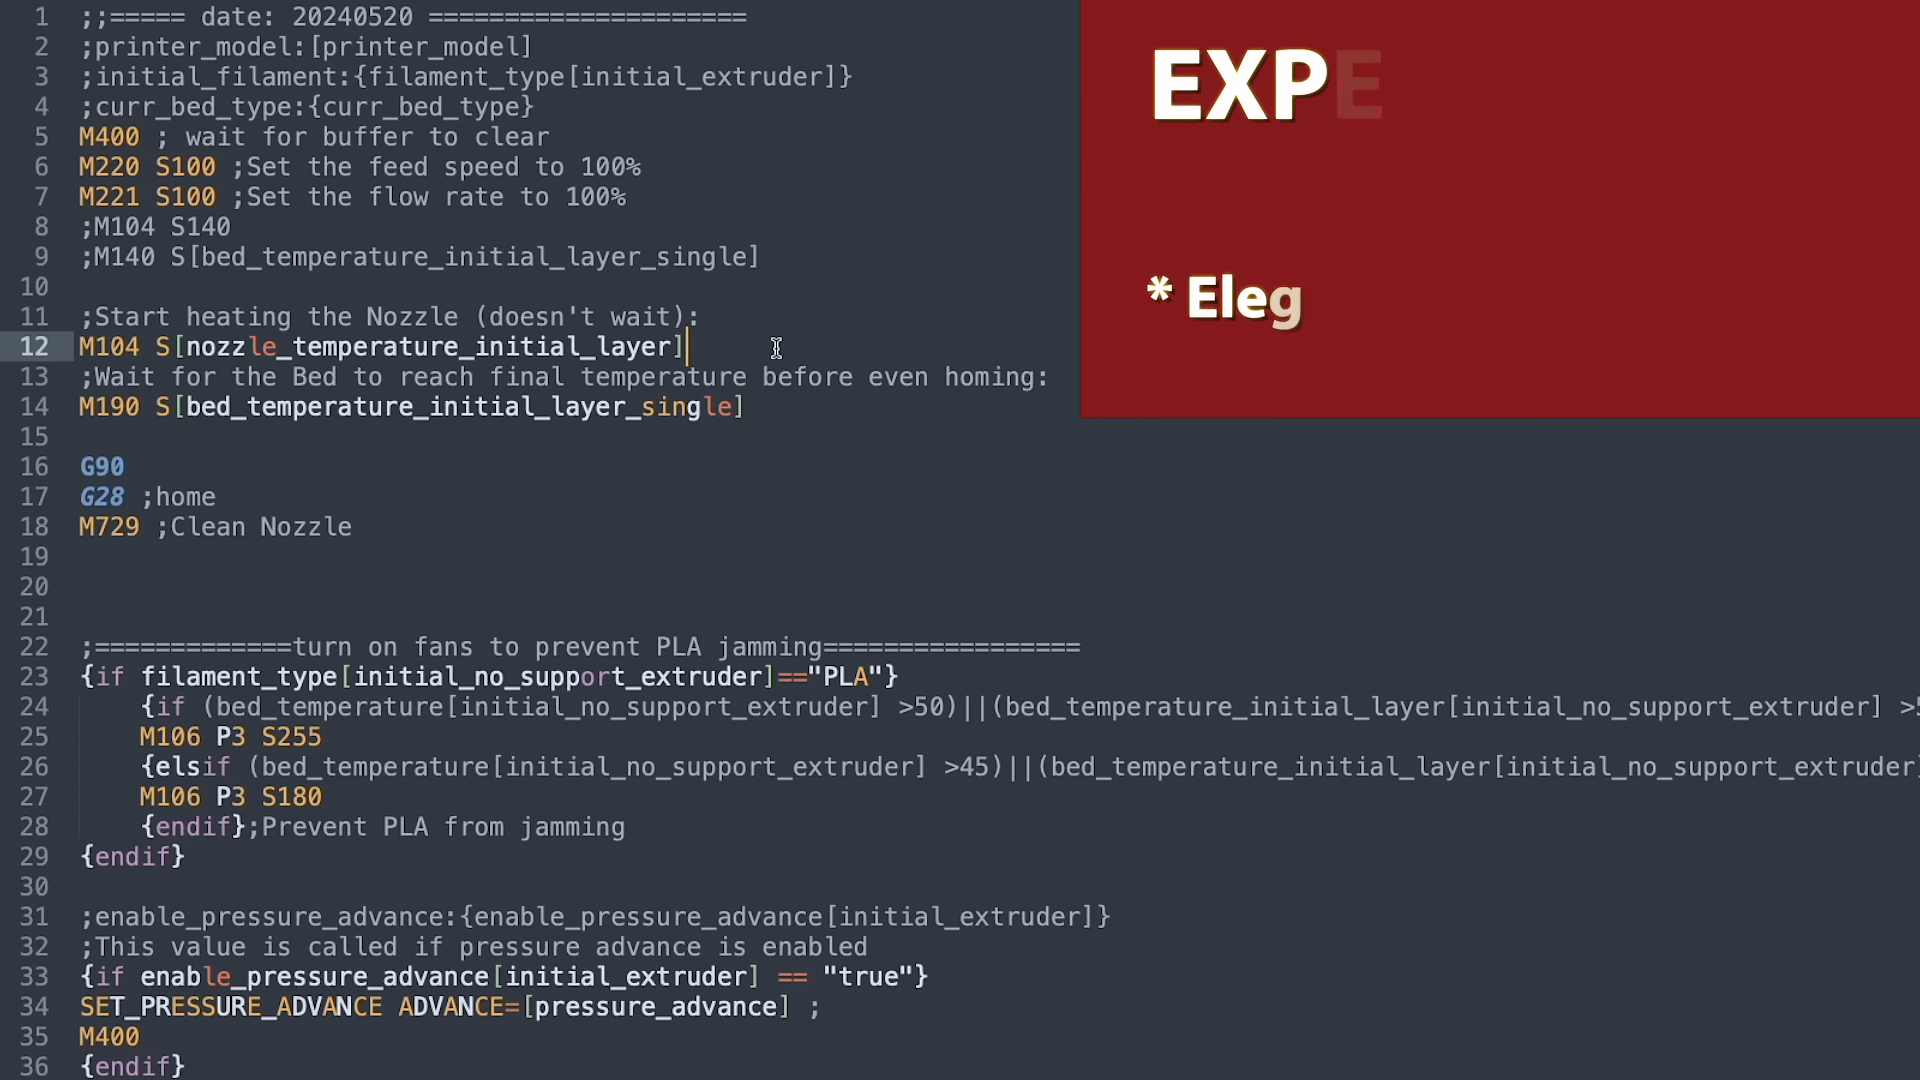 1 ;;===== date: 20240520 =====================
2 ;printer_model:[printer_model]
3 ;initial_filament:{filament_type[initial_extruder]}
4 ;curr_bed_type:{curr_bed_type}
5 M400 ; wait for buffer to clear
6 M220 S100 ;Set the feed speed to 100%
7 M221 S100 ;Set the flow rate to 100%
8 ;M104 S140
9 ;M140 S[bed_temperature_initial_layer_single]
10
11 ;Start heating the Nozzle (doesn't wait):
12 M104 S[nozzle_temperature_initial_layer]
13 ;Wait for the Bed to reach final temperature before even homing:
14 M190 S[bed_temperature_initial_layer_single]
15
16 G90
17 G28 ;home
18 M729 ;Clean Nozzle
19
20
21
22 ;=============turn on fans to prevent PLA jamming=================
23 {if filament_type[initial_no_support_extruder]=="PLA"}
24 {if (bed_temperature[initial_no_support_extruder] >50)||(bed_temperature_initial_layer[initial_no_support_extruder] >5
25 M106 P3 S255
26 {elsif (bed_temperature[initial_no_support_extruder] >45)||(bed_temperature_initial_layer[initial_no_support_extruder]
27 M106 P3 S180
28 {endif};Prevent PLA from jamming
29 {endif}
30
31 ;enable_pressure_advance:{enable_pressure_advance[initial_extruder]}
32 ;This value is called if pressure advance is enabled
33 {if enable_pressure_advance[initial_extruder] == "true"}
34 SET_PRESSURE_ADVANCE ADVANCE=[pressure_advance] ;
35 M400
36 {endif}
EXPE
* Eleg